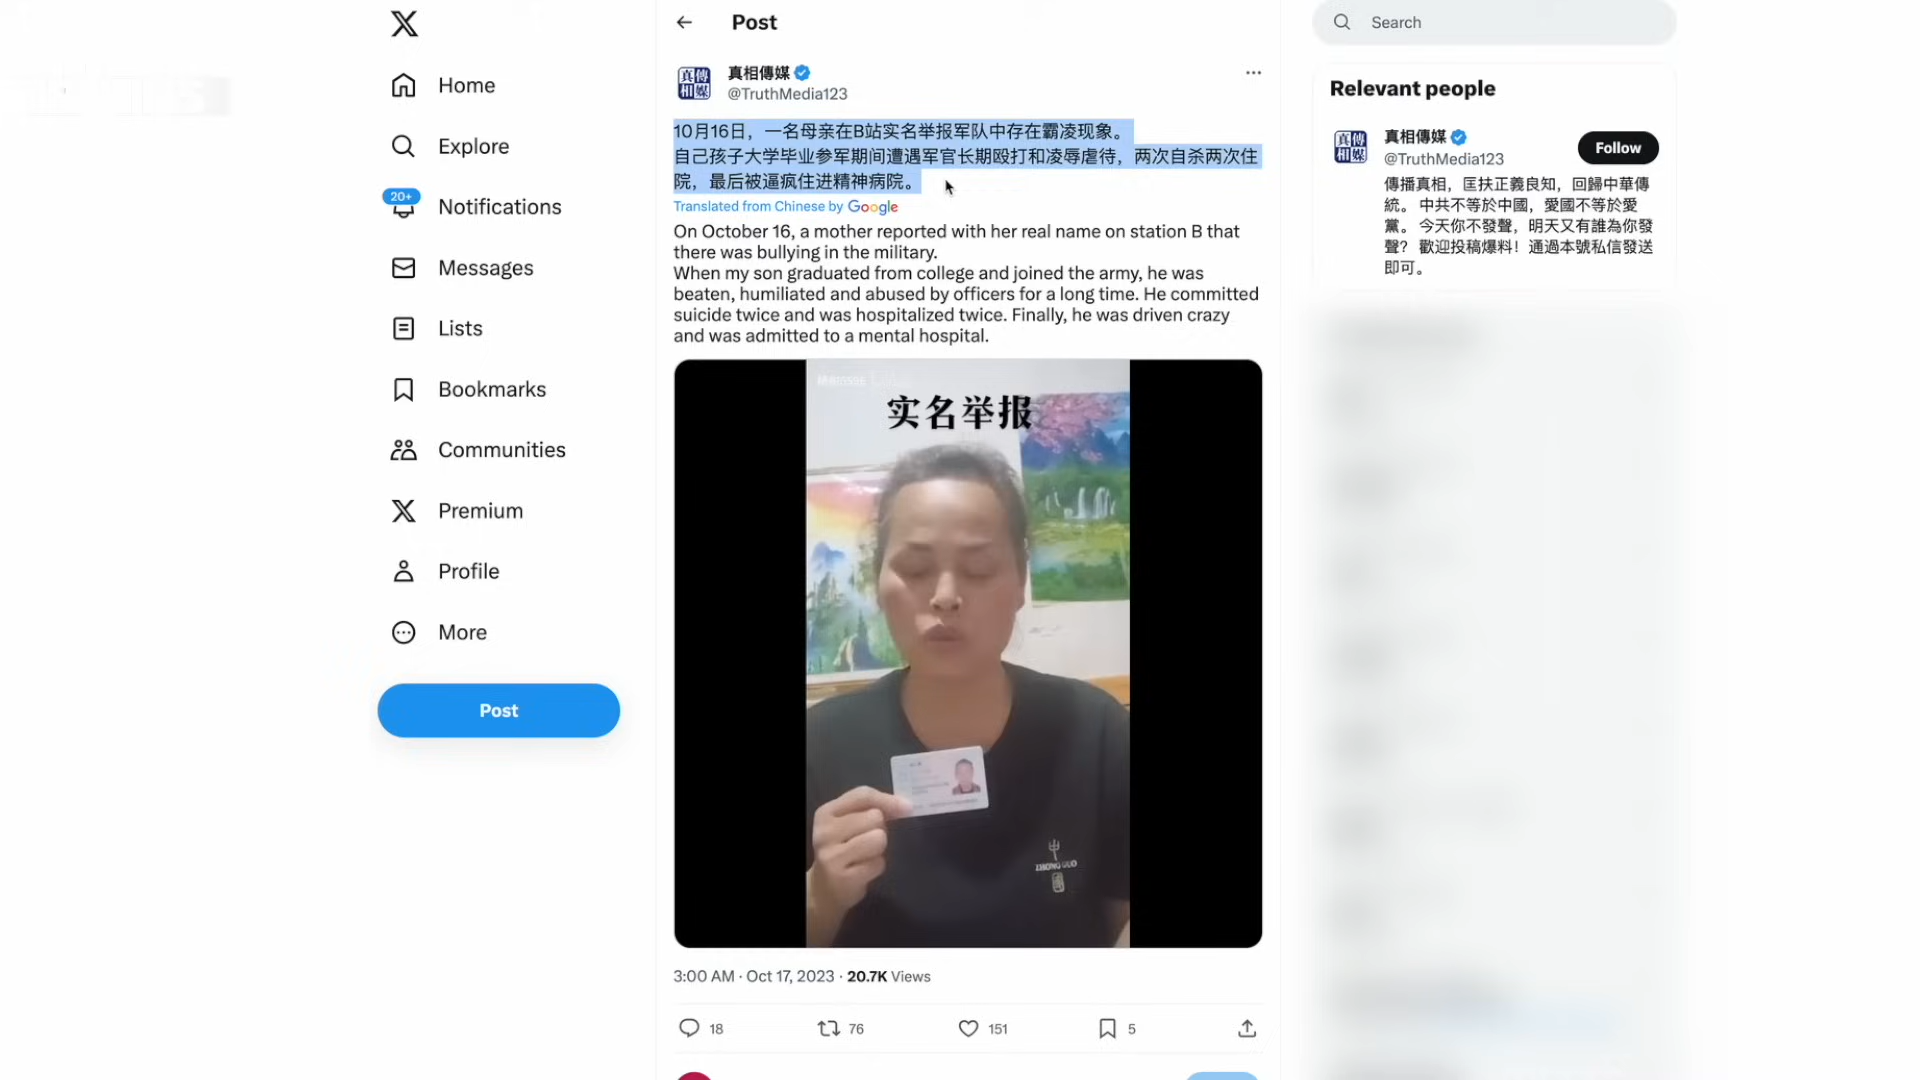 Post
Search
Home
Explore
20+
Notifications
Messages
Lists
Bookmarks
Communities
Premium
Profile
More
Post
真相傳媒
真相傳媒
@TruthMedia123
10月16日，一名母亲在B站实名举报军队中存在霸凌现象。
自己孩子大学毕业参军期间遭遇军官长期殴打和凌辱虐待，两次自杀两次住
院，最后被逼疯住进精神病院。
Translated from Chinese by Google
On October 16, a mother reported with her real name on station B that
there was bullying in the military.
When my son graduated from college and joined the army, he was
beaten, humiliated and abused by officers for a long time. He committed
suicide twice and was hospitalized twice. Finally, he was driven crazy
and was admitted to a mental hospital.
实名举报
ZHONG GUO
3:00 AM · Oct 17, 2023 · 20.7K Views
18
76
151
5
Relevant people
真相傳媒
真相傳媒
@TruthMedia123
Follow
傳播真相，匡扶正義良知，回歸中華傳
統。 中共不等於中國，愛國不等於愛
黨。 今天你不發聲，明天又有誰為你發
聲？ 歡迎投稿爆料！通過本號私信發送
即可。